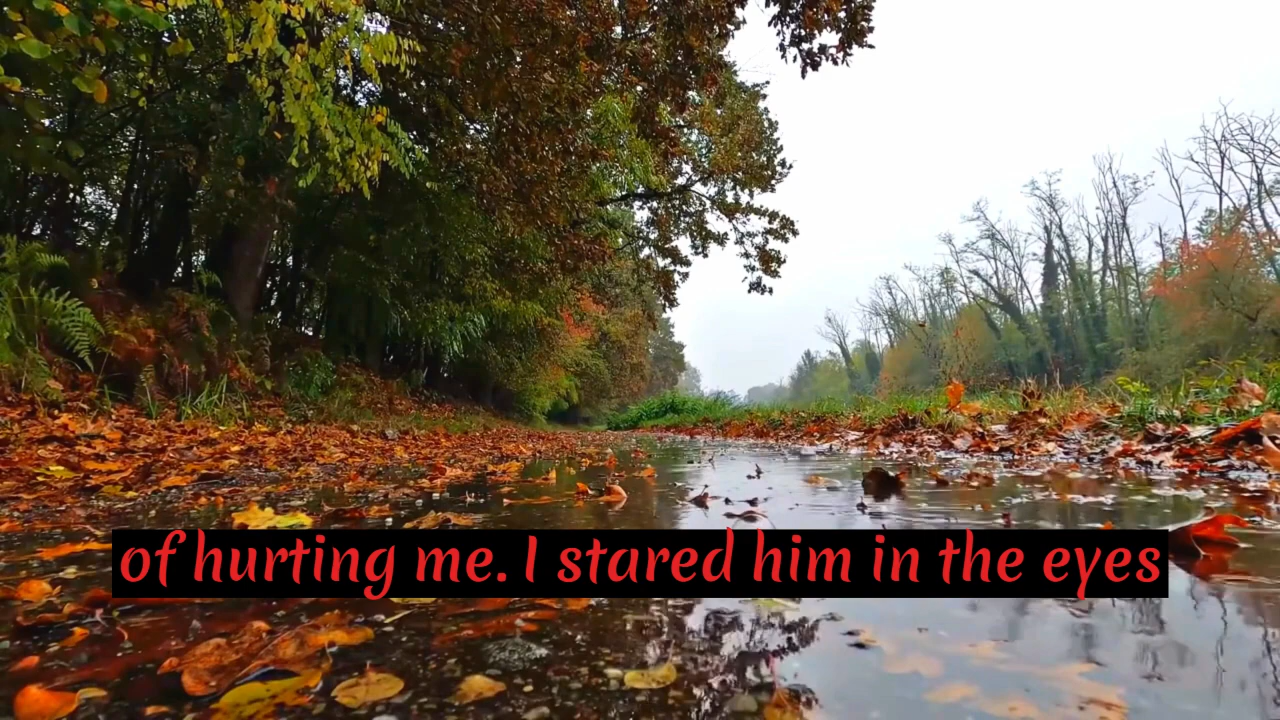 of hurting me. I stared him in the eyes